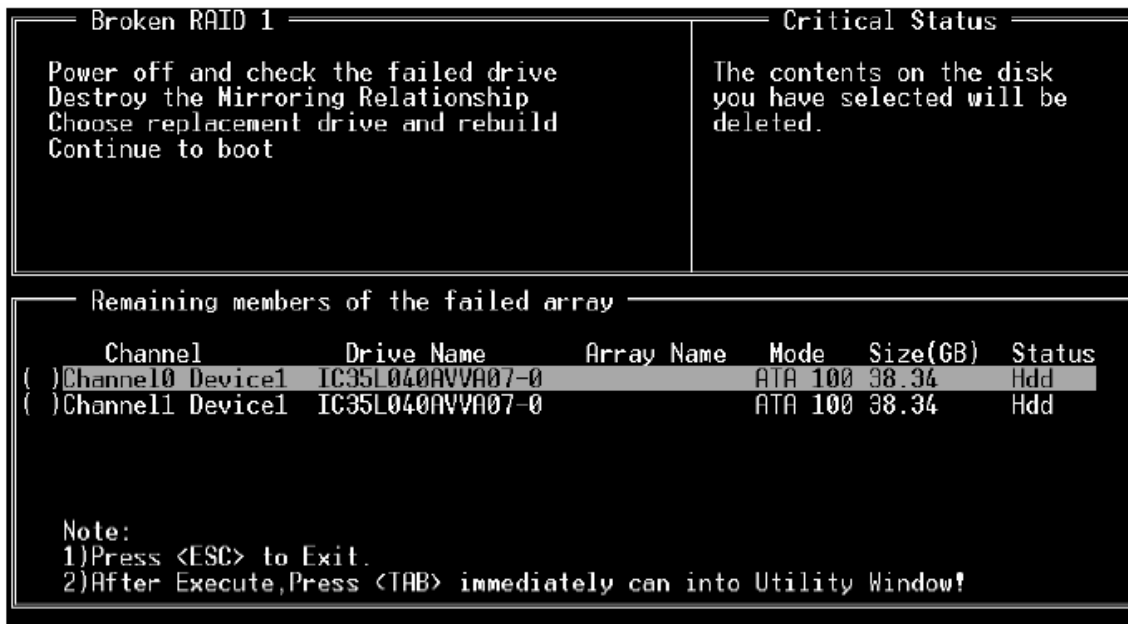 Broken RAID 1
Power off and check the failed drive
Destroy the Mirroring Relationship
Choose replacement drive and rebuild
Continue to boot
Critical Status
The contents on the disk
you have selected will be
deleted.
Remaining members of the failed array
Channel Drive Name Array Name Mode Size(GB) Status
( )Channel0 Device1 IC35L040AVVA07-0 ATA 100 38.34 Hdd
( )Channel1 Device1 IC35L040AVVA07-0 ATA 100 38.34 Hdd
Note:
1)Press <ESC> to Exit.
2)After Execute,Press <TAB> immediately can into Utility Window!